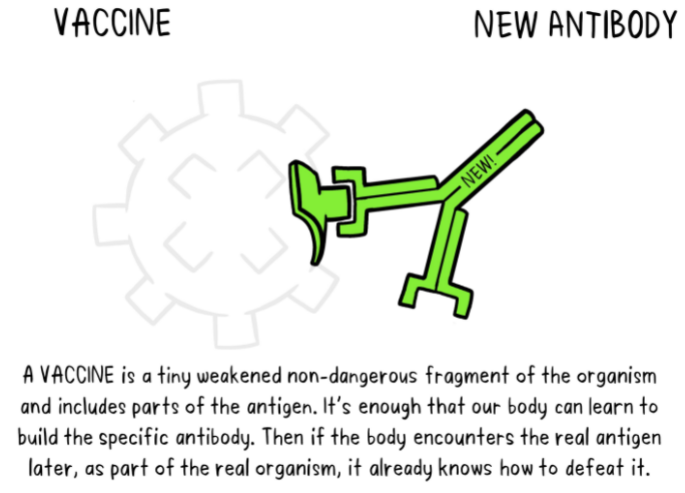 VACCINE
NEW ANTIBODY
NEW!
A VACCINE is a tiny weakened non-dangerous fragment of the organism
and includes parts of the antigen. It's enough that our body can learn to
build the specific antibody. Then if the body encounters the real antigen
later, as part of the real organism, it already knows how to defeat it.